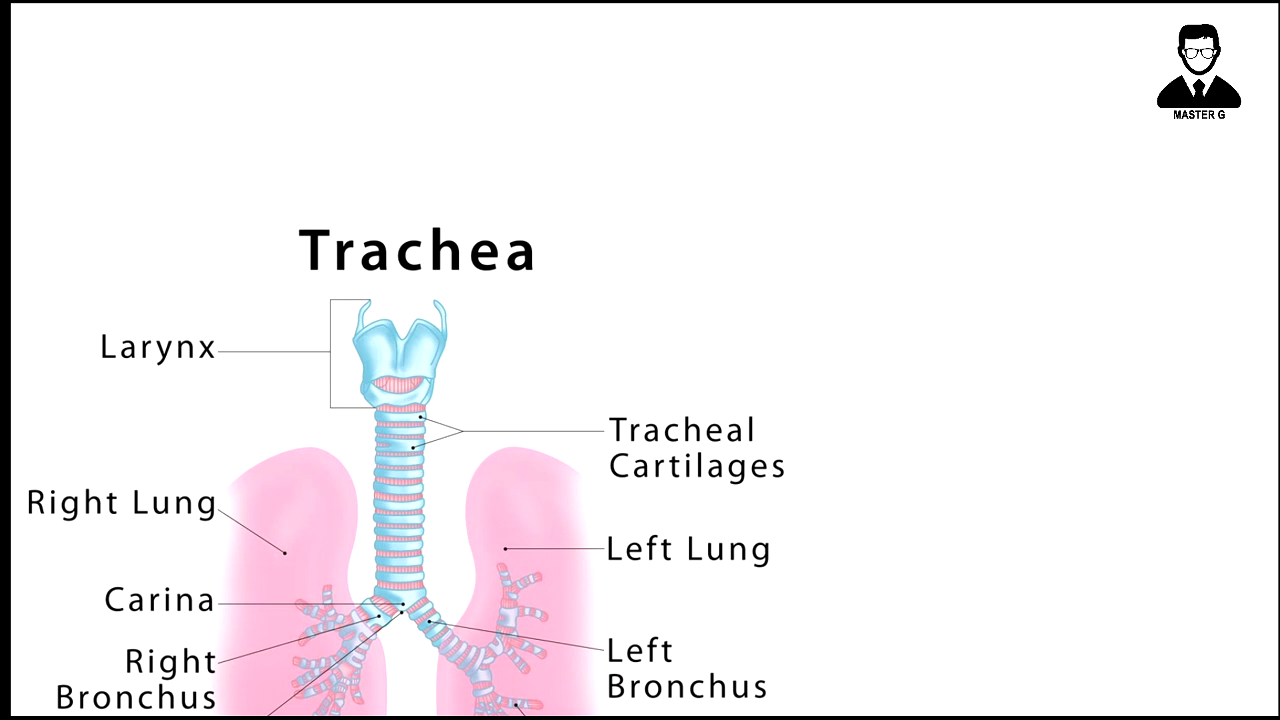 MASTER G
Trachea
Larynx
Tracheal
Cartilages
Right Lung
Left Lung
Carina
Right
Bronchus
Left
Bronchus